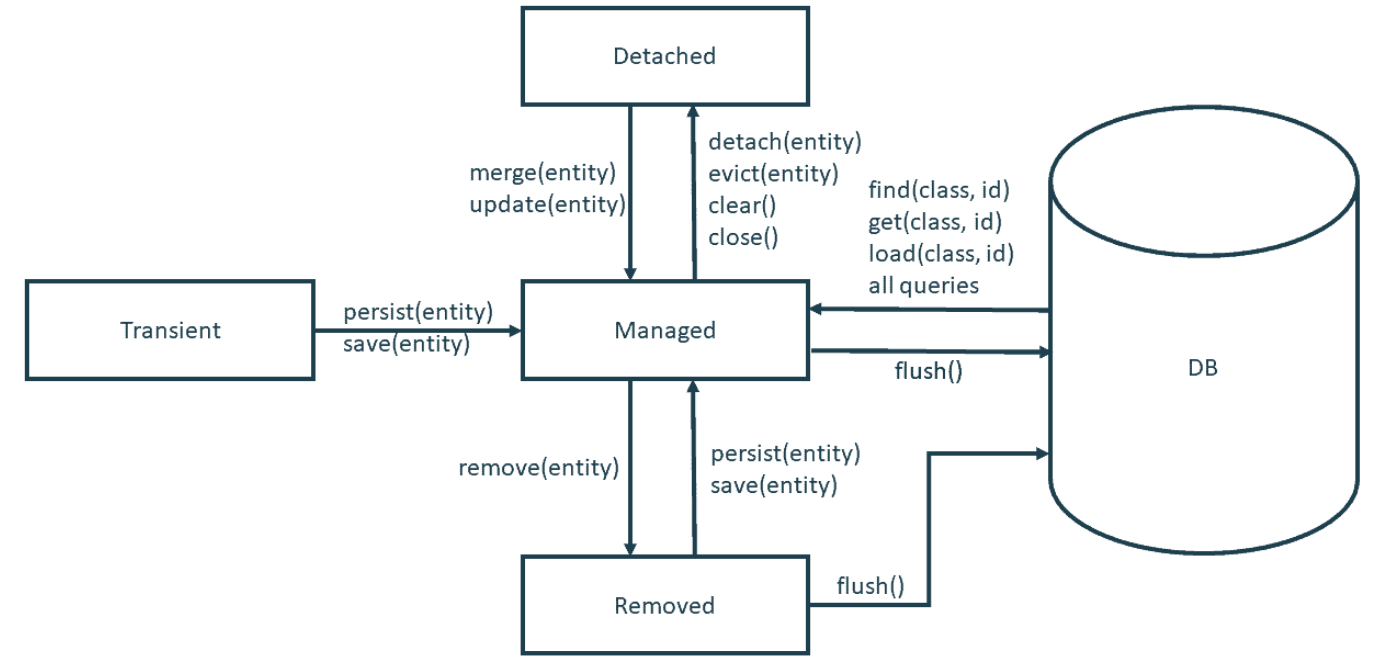 Detached
merge(entity)
update(entity)
detach(entity)
evict(entity)
clear()
close()
find(class, id)
get(class, id)
load(class, id)
all queries
Transient
persist(entity)
save(entity)
Managed
flush()
DB
remove(entity)
persist(entity)
save(entity)
Removed
flush()